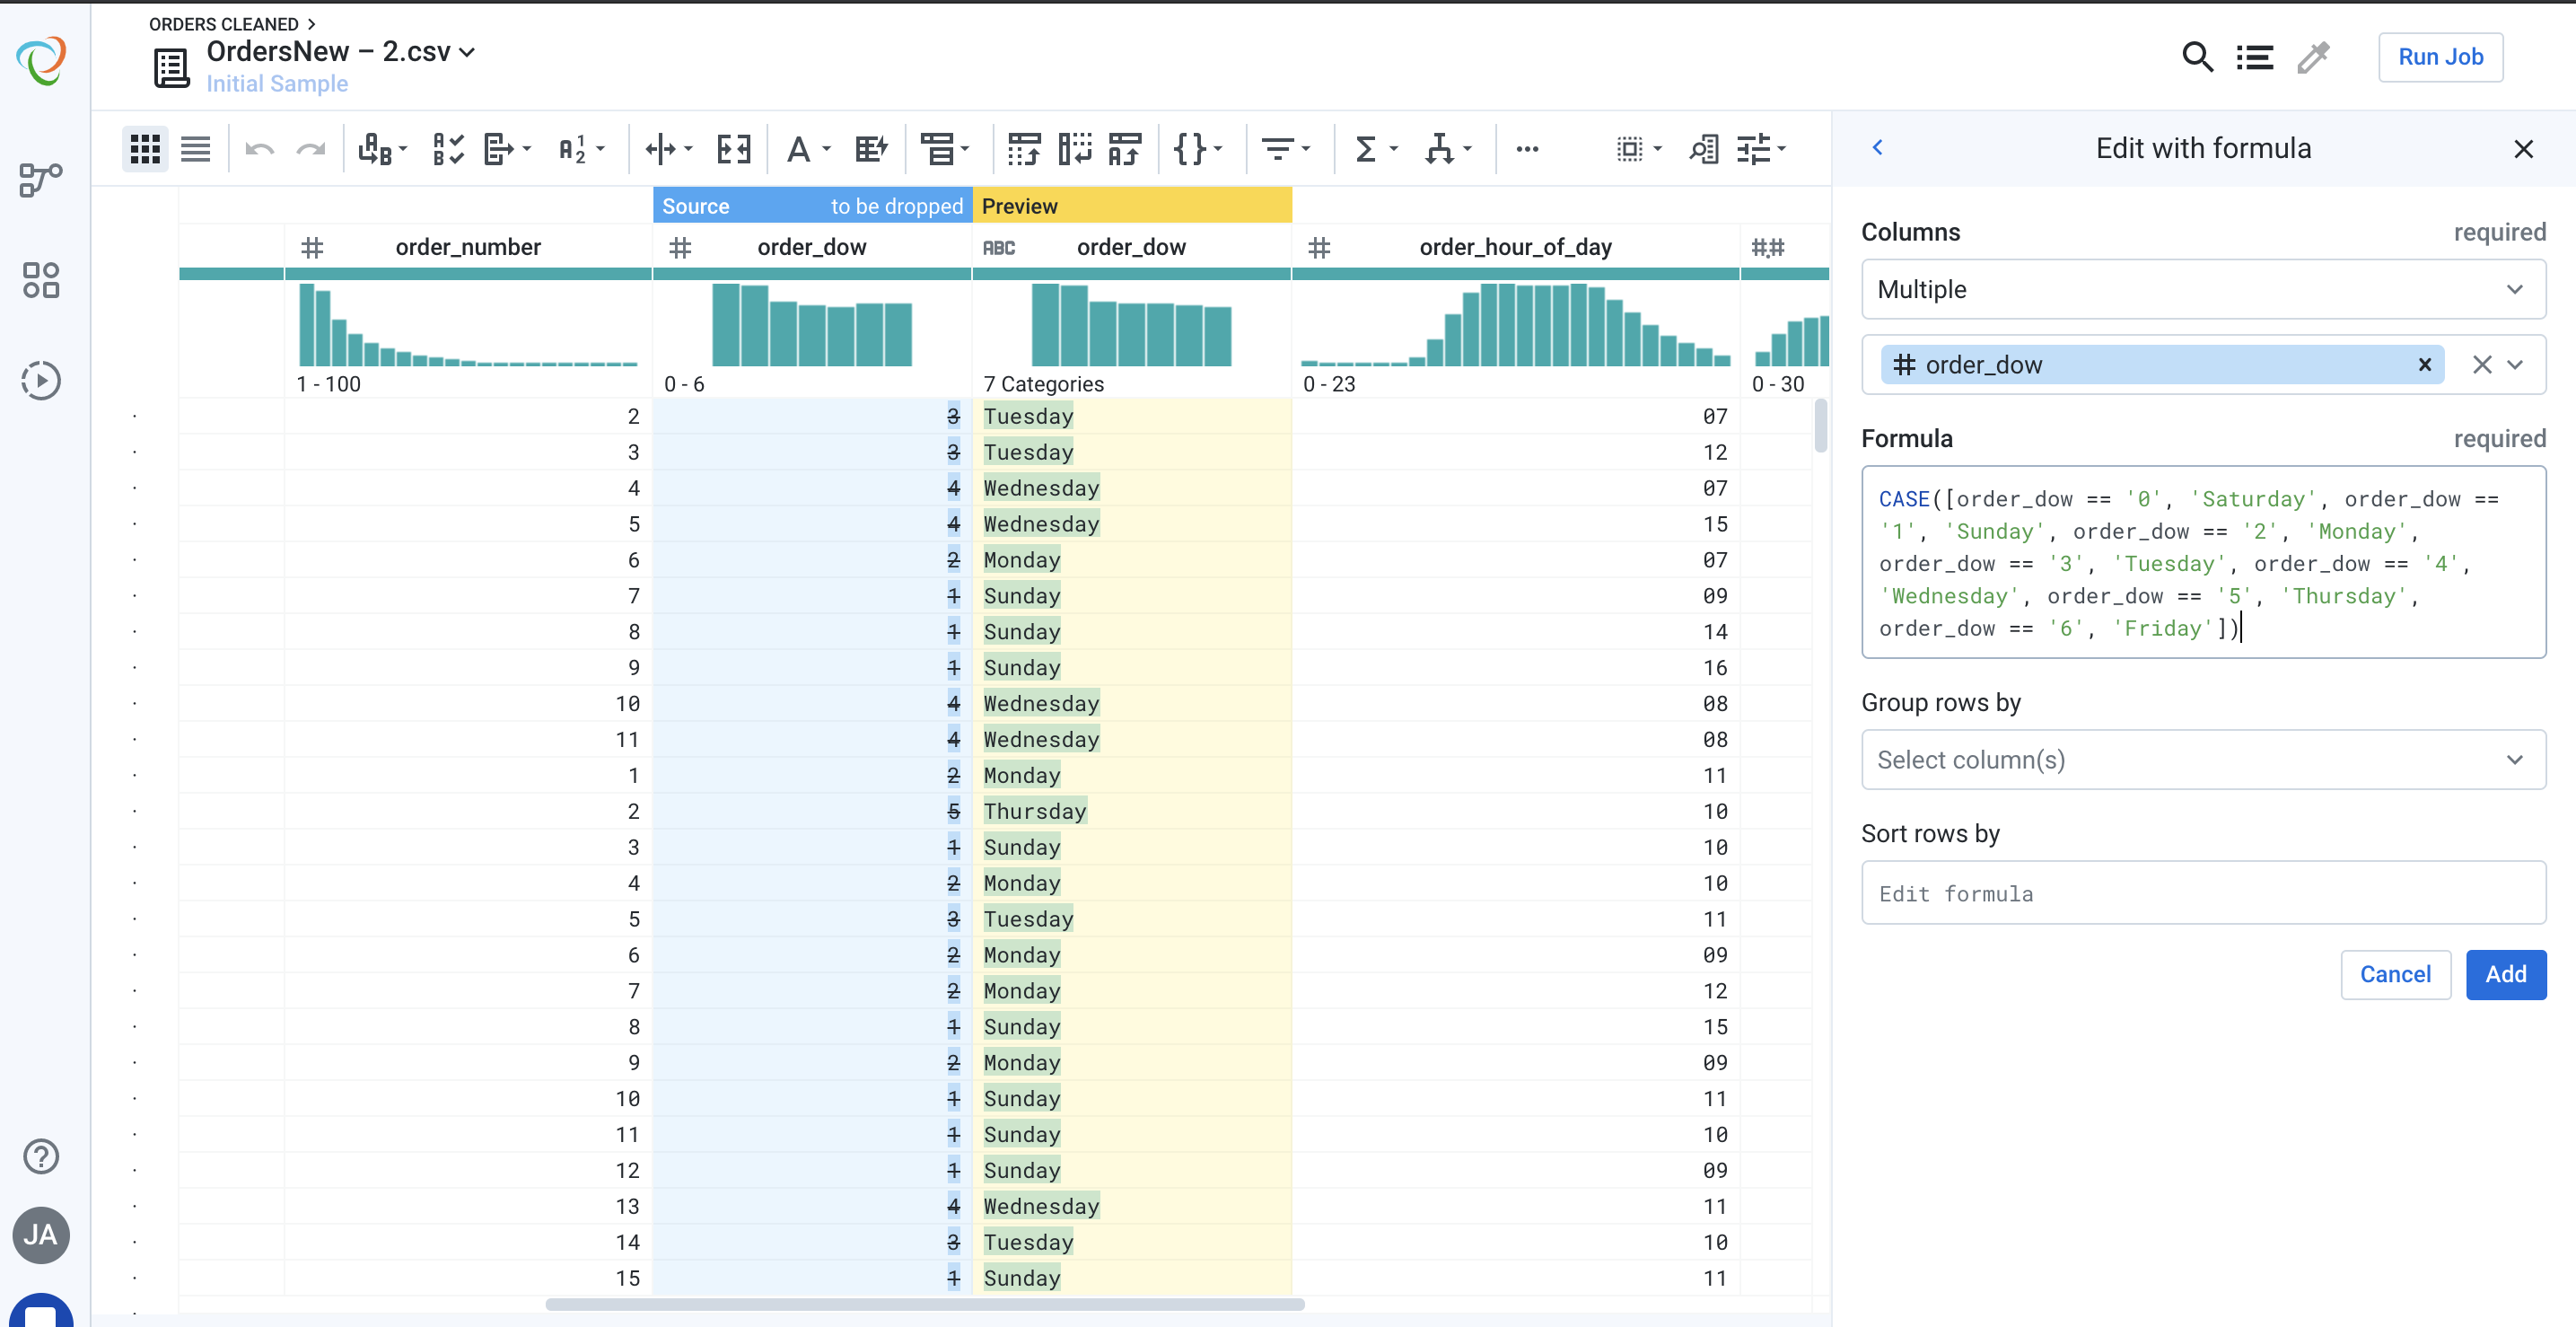 ORDERS CLEANED >
OrdersNew – 2.csv
Initial Sample
Run Job
Source to be dropped Preview
# order_number # order_dow ABC order_dow # order_hour_of_day ##
1 - 100 0 - 6 7 Categories 0 - 23 0 - 30
2 3 Tuesday 07
3 3 Tuesday 12
4 4 Wednesday 07
5 4 Wednesday 15
6 2 Monday 07
7 1 Sunday 09
8 1 Sunday 14
9 1 Sunday 16
10 4 Wednesday 08
11 4 Wednesday 08
1 2 Monday 11
2 5 Thursday 10
3 1 Sunday 10
4 2 Monday 10
5 3 Tuesday 11
6 2 Monday 09
7 2 Monday 12
8 1 Sunday 15
9 2 Monday 09
10 1 Sunday 11
11 1 Sunday 10
12 1 Sunday 09
13 4 Wednesday 11
14 3 Tuesday 10
15 1 Sunday 11
Edit with formula
Columns required
Multiple
# order_dow
Formula required
CASE([order_dow == '0', 'Saturday', order_dow ==
'1', 'Sunday', order_dow == '2', 'Monday',
order_dow == '3', 'Tuesday', order_dow == '4',
'Wednesday', order_dow == '5', 'Thursday',
order_dow == '6', 'Friday'])
Group rows by
Select column(s)
Sort rows by
Edit formula
Cancel Add
JA